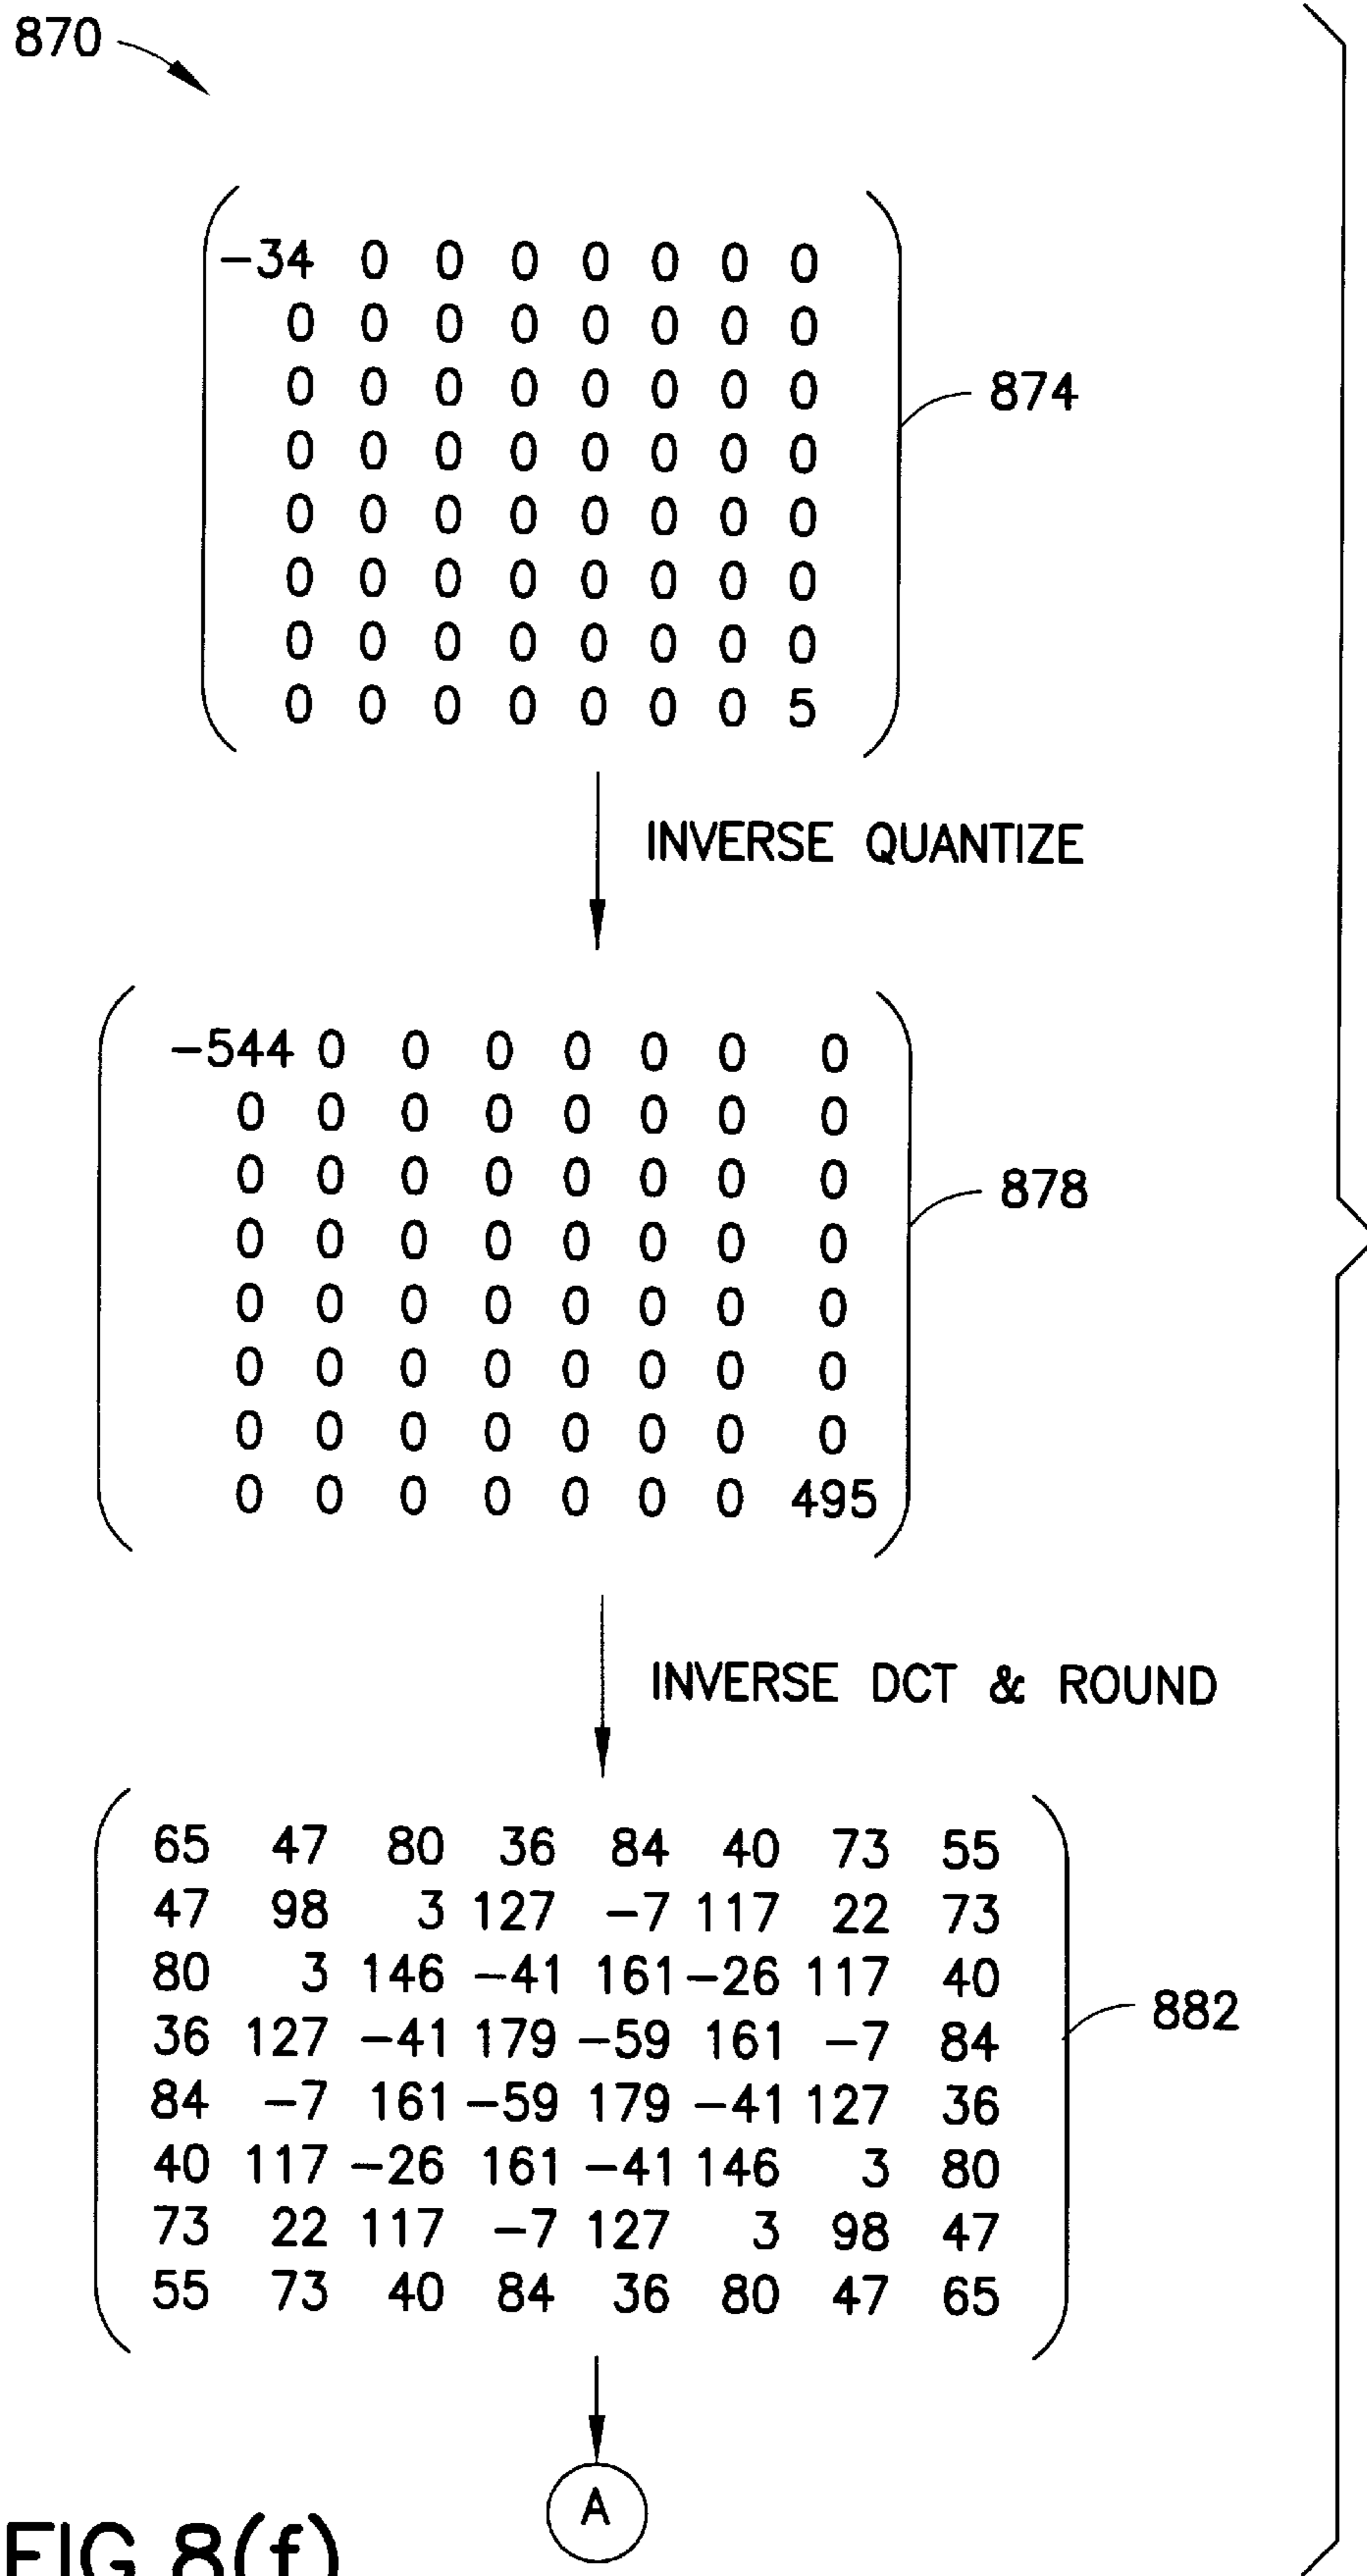 870
-34 0 0 0 0 0 0 0
0 0 0 0 0 0 0 0
0 0 0 0 0 0 0 0
874
0 0 0 0 0 0 0 0
0 0 0 0 0 0 0 0
0 0 0 0 0 0 0 0
0 0 0 0 0 0 0 0
0 0 0 0 0 0 0 5
INVERSE QUANTIZE
-544 0 0 0 0 0 0 0
0 0 0 0 0 0 0 0
0 0 0 0 0 0 0 0
878
0 0 0 0 0 0 0 0
0 0 0 0 0 0 0 0
0 0 0 0 0 0 0 0
0 0 0 0 0 0 0 0
0 0 0 0 0 0 0 495
INVERSE DCT & ROUND
65 47 80 36 84 40 73 55
47 98 3 127 -7 117 22 73
80 3 146 -41 161 -26 117 40
882
36 127 -41 179 -59 161 -7 84
84 -7 161 -59 179 -41 127 36
40 117 -26 161 -41 146 3 80
73 22 117 -7 127 3 98 47
55 73 40 84 36 80 47 65
A
FIG.8(f)